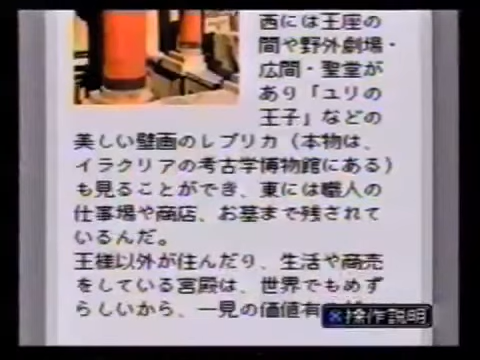 西には王座の
間や野外劇場・
広間・聖堂が
あり「ユリの
王子」などの
美しい壁画のレプリカ（本物は、
イラクリアの考古学博物館にある）
も見ることができ、東には職人の
仕事場や商店、お墓まで残されて
いるんだ。
王様以外が住んだり、生活や商売
をしている宮殿は、世界でもめず
らしいから、一見の価値有
×操作説明